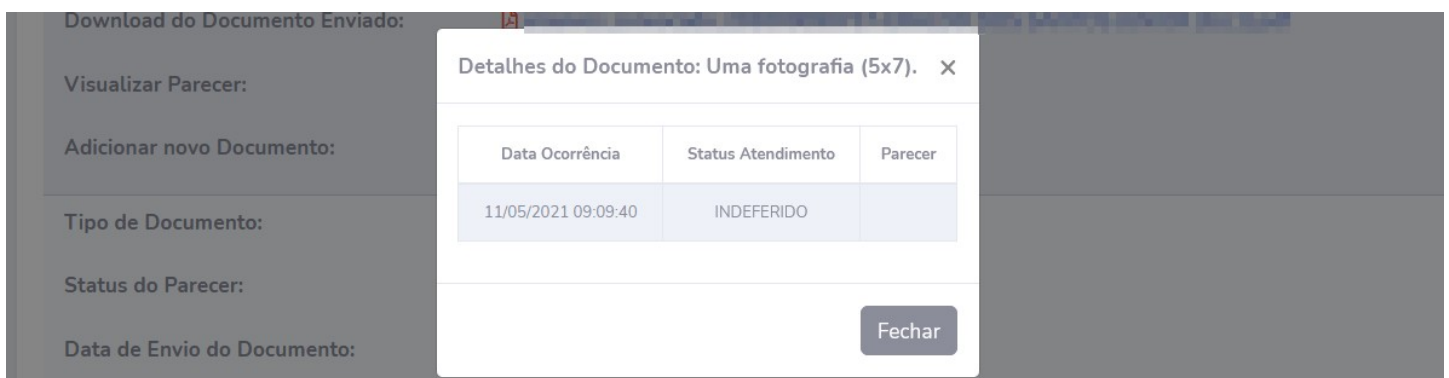 Download do Documento Enviado:
Detalhes do Documento: Uma fotografia (5x7). ×
Visualizar Parecer:
Adicionar novo Documento:
Data Ocorrência Status Atendimento Parecer
11/05/2021 09:09:40 INDEFERIDO
Tipo de Documento:
Status do Parecer:
Fechar
Data de Envio do Documento: